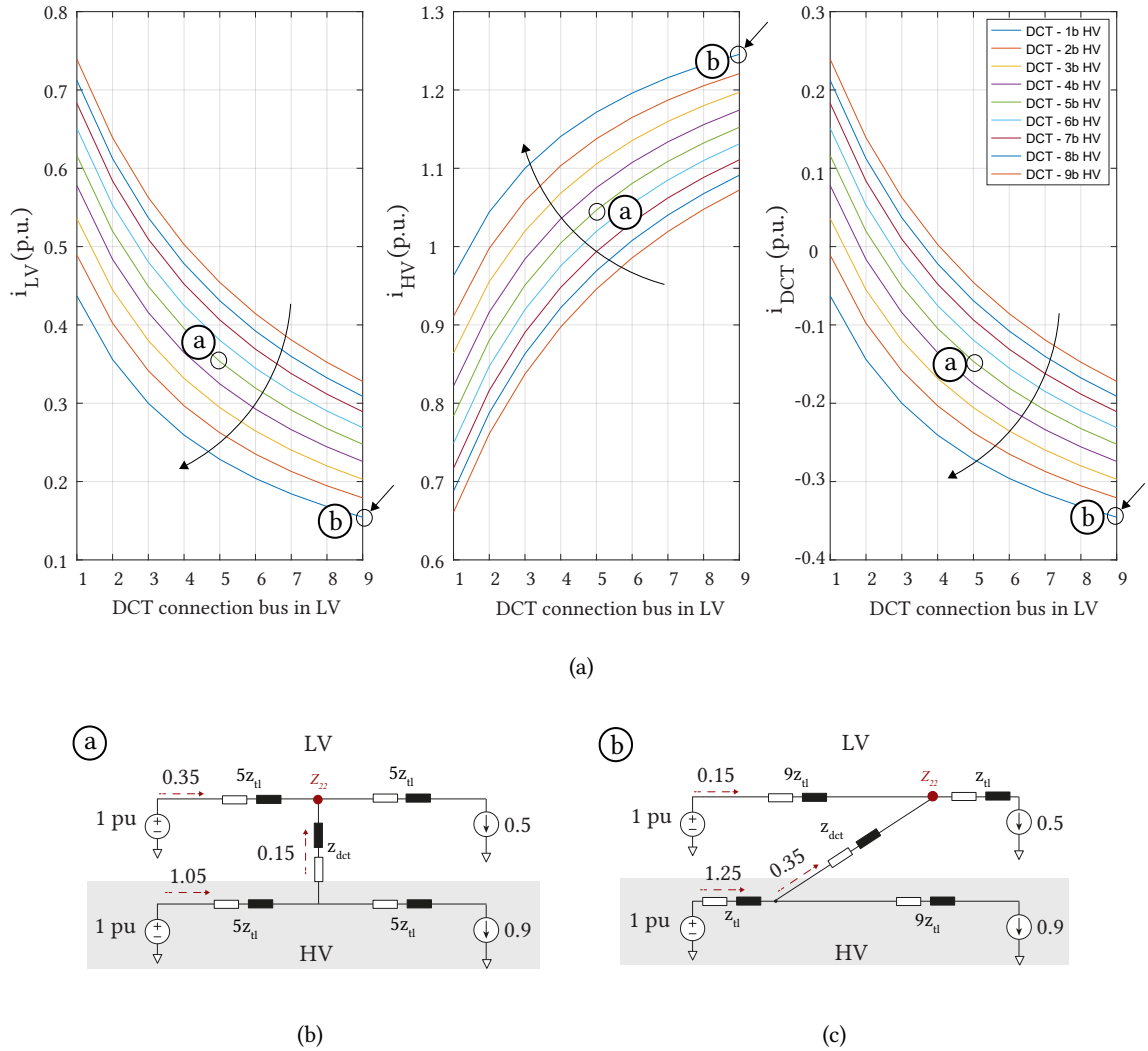 0.8
0.7
0.6
0.5
0.4
0.3
0.2
0.1
i_LV (p.u.)
1 2 3 4 5 6 7 8 9
DCT connection bus in LV
a
b
1.3
1.2
1.1
1
0.9
0.8
0.7
0.6
i_HV (p.u.)
1 2 3 4 5 6 7 8 9
DCT connection bus in LV
b
a
0.3
0.2
0.1
0
-0.1
-0.2
-0.3
-0.4
i_DCT (p.u.)
1 2 3 4 5 6 7 8 9
DCT connection bus in LV
a
b
DCT - 1b HV
DCT - 2b HV
DCT - 3b HV
DCT - 4b HV
DCT - 5b HV
DCT - 6b HV
DCT - 7b HV
DCT - 8b HV
DCT - 9b HV
(a)
a
LV
0.35
5z_tl
Z_22
5z_tl
1 pu
0.5
0.15
z_dct
1.05
1 pu
5z_tl
5z_tl
0.9
HV
(b)
b
LV
0.15
9z_tl
Z_22
z_tl
1 pu
0.5
z_dct
0.35
1.25
1 pu
z_tl
9z_tl
0.9
HV
(c)